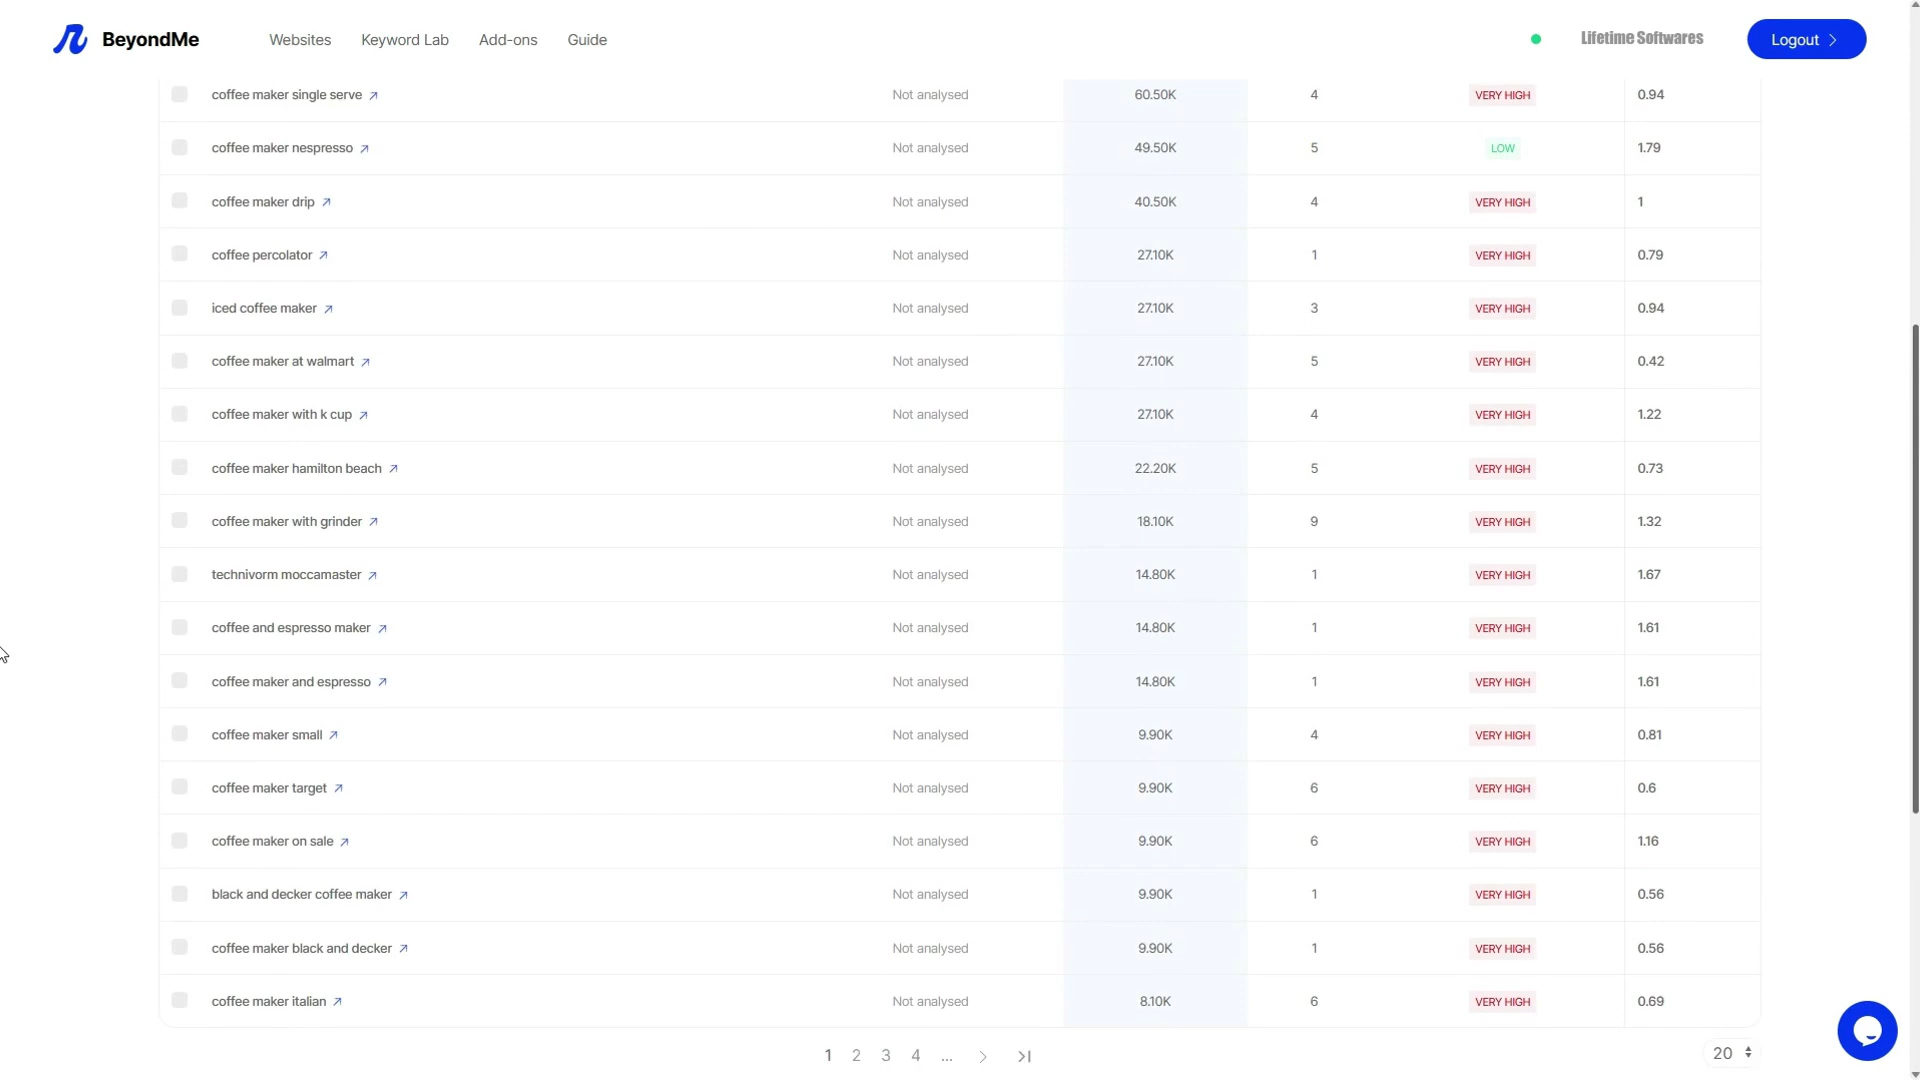 BeyondMe Websites Keyword Lab Add-ons Guide Lifetime Softwares Logout
coffee maker single serve Not analysed 60.50K 4 VERY HIGH 0.94
coffee maker nespresso Not analysed 49.50K 5 LOW 1.79
coffee maker drip Not analysed 40.50K 4 VERY HIGH 1
coffee percolator Not analysed 27.10K 1 VERY HIGH 0.79
iced coffee maker Not analysed 27.10K 3 VERY HIGH 0.94
coffee maker at walmart Not analysed 27.10K 5 VERY HIGH 0.42
coffee maker with k cup Not analysed 27.10K 4 VERY HIGH 1.22
coffee maker hamilton beach Not analysed 22.20K 5 VERY HIGH 0.73
coffee maker with grinder Not analysed 18.10K 9 VERY HIGH 1.32
technivorm moccamaster Not analysed 14.80K 1 VERY HIGH 1.67
coffee and espresso maker Not analysed 14.80K 1 VERY HIGH 1.61
coffee maker and espresso Not analysed 14.80K 1 VERY HIGH 1.61
coffee maker small Not analysed 9.90K 4 VERY HIGH 0.81
coffee maker target Not analysed 9.90K 6 VERY HIGH 0.6
coffee maker on sale Not analysed 9.90K 6 VERY HIGH 1.16
black and decker coffee maker Not analysed 9.90K 1 VERY HIGH 0.56
coffee maker black and decker Not analysed 9.90K 1 VERY HIGH 0.56
coffee maker italian Not analysed 8.10K 6 VERY HIGH 0.69
1 2 3 4 ... 20